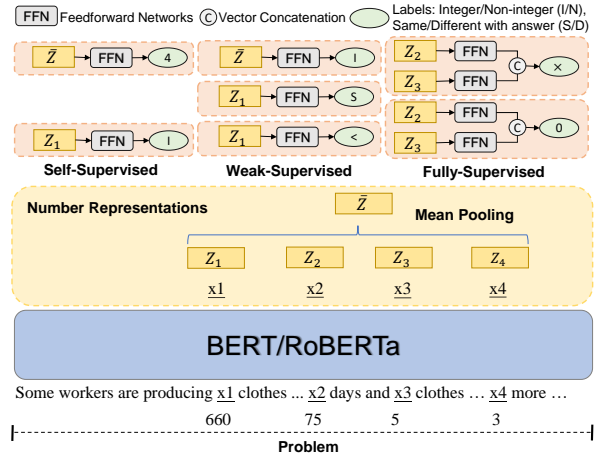 FFN Feedforward Networks C Vector Concatenation Labels: Integer/Non-integer (I/N),
Same/Different with answer (S/D)
Z̄ FFN 4
Z₁ FFN I
Self-Supervised
Z̄ FFN I
Z₁ FFN S
Z₁ FFN <
Weak-Supervised
Z₂ FFN
Z₃ FFN
C ×
Z₂ FFN
Z₃ FFN
C 0
Fully-Supervised
Number Representations
Z̄
Mean Pooling
Z₁ Z₂ Z₃ Z₄
x1 x2 x3 x4
BERT/RoBERTa
Some workers are producing x1 clothes ... x2 days and x3 clothes … x4 more …
660 75 5 3
Problem